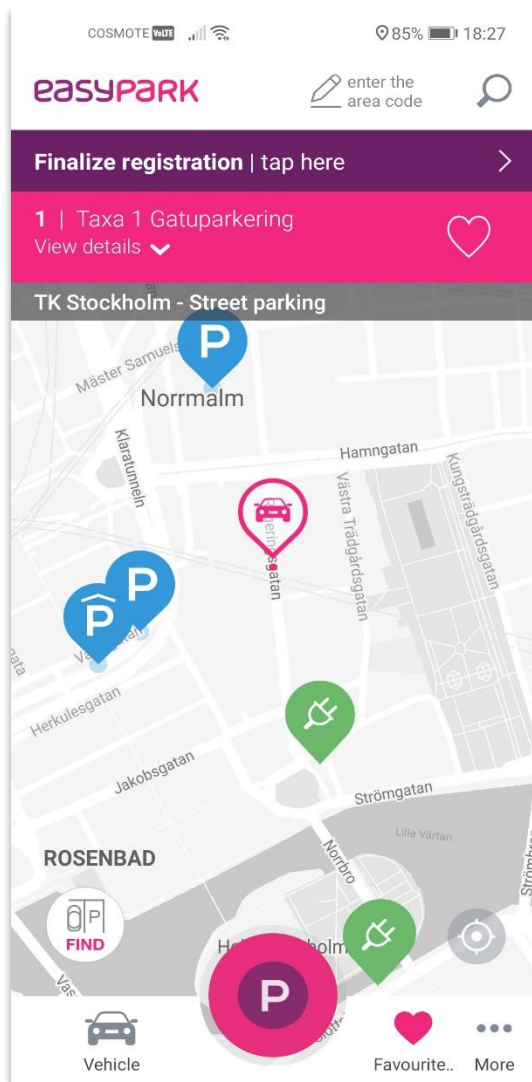 COSMOTE VoLTE 85% 18:27
easypark
enter the
area code
Finalize registration | tap here
1 | Taxa 1 Gatuparkering
View details
TK Stockholm - Street parking
P
Mäster Samuels
Norrmalm
Klaratunneln
Hamngatan
Kungsträdgårdsgatan
Västra Trädgårdsgatan
P
P
Herkulesgatan
Jakobsgatan
Strömgatan
Lilla Värtan
Norrbro
ROSENBAD
P
FIND
P
Vehicle
Favourite..
More